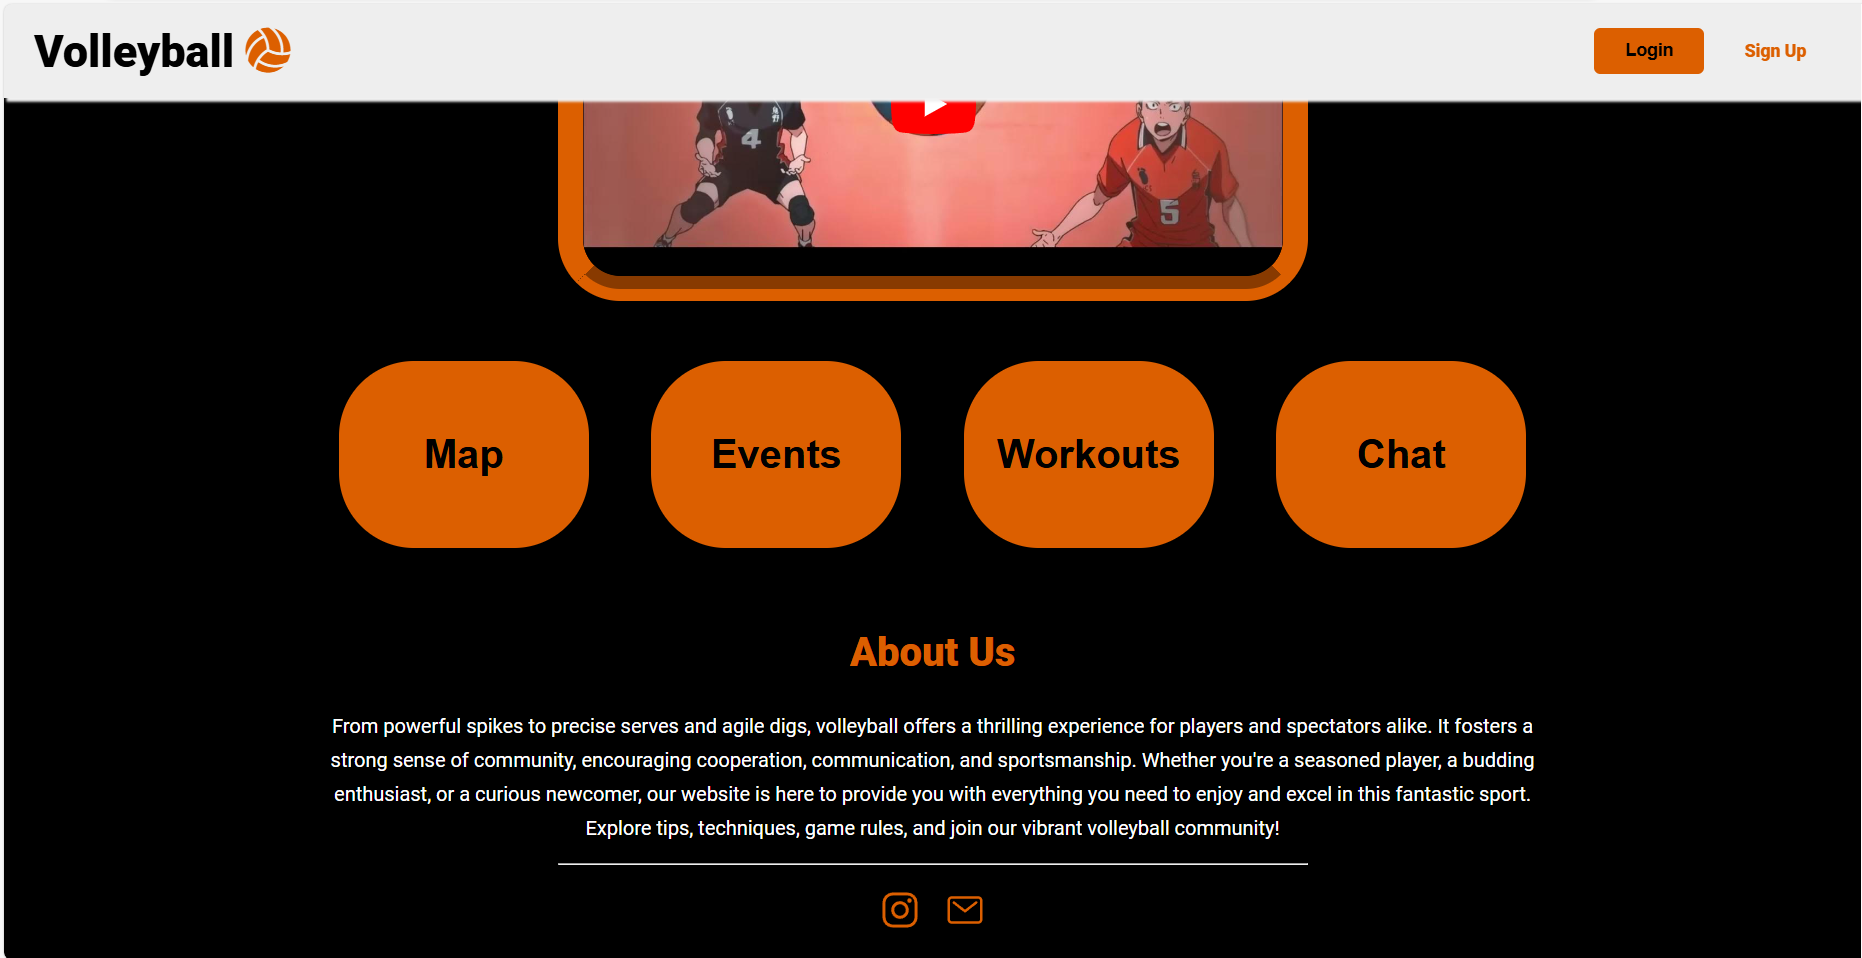 Volleyball
Login
Sign Up
4
5
Map
Events
Workouts
Chat
About Us
From powerful spikes to precise serves and agile digs, volleyball offers a thrilling experience for players and spectators alike. It fosters a
strong sense of community, encouraging cooperation, communication, and sportsmanship. Whether you're a seasoned player, a budding
enthusiast, or a curious newcomer, our website is here to provide you with everything you need to enjoy and excel in this fantastic sport.
Explore tips, techniques, game rules, and join our vibrant volleyball community!